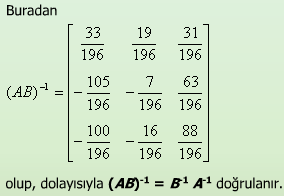 Buradan
33/196 19/196 31/196
(AB)⁻¹ = -105/196 -7/196 63/196
-100/196 -16/196 88/196
olup, dolayısıyla (AB)⁻¹ = B⁻¹ A⁻¹ doğrulanır.